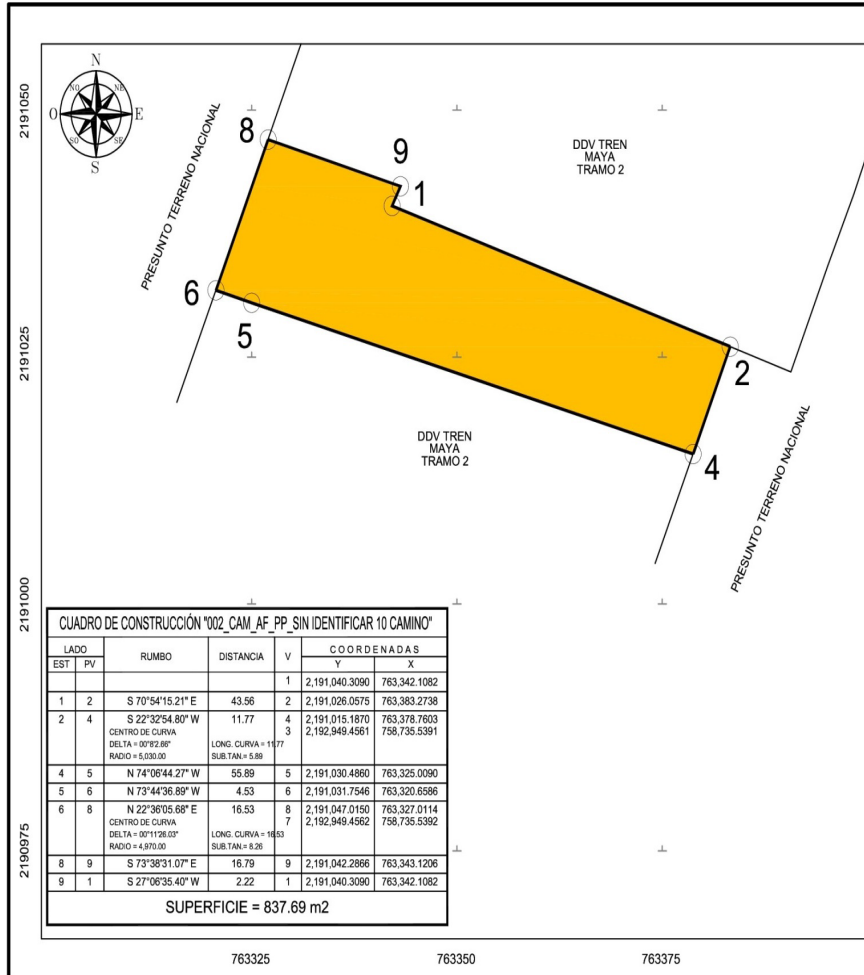 N
NO NE
O E
SO SE
S
2191050
2191025
2191000
2190975
PRESUNTO TERRENO NACIONAL
8
9
1
DDV TREN
MAYA
TRAMO 2
6
5
2
4
DDV TREN
MAYA
TRAMO 2
PRESUNTO TERRENO NACIONAL
CUADRO DE CONSTRUCCIÓN "002_CAM_AF_PP_SIN IDENTIFICAR 10 CAMINO"
LADO RUMBO DISTANCIA V COORDENADAS
EST PV Y X
1 2,191,040.3090 763,342.1082
1 2 S 70°54'15.21" E 43.56 2 2,191,026.0575 763,383.2738
2 4 S 22°32'54.80" W 11.77 4 2,191,015.1870 763,378.7603
CENTRO DE CURVA 3 2,192,949.4561 758,735.5391
DELTA = 00°8'2.66" LONG. CURVA = 11.77
RADIO = 5,030.00 SUB.TAN.= 5.89
4 5 N 74°06'44.27" W 55.89 5 2,191,030.4860 763,325.0090
5 6 N 73°44'36.89" W 4.53 6 2,191,031.7546 763,320.6586
6 8 N 22°36'05.68" E 16.53 8 2,191,047.0150 763,327.0114
CENTRO DE CURVA 7 2,192,949.4562 758,735.5392
DELTA = 00°11'26.03" LONG. CURVA = 16.53
RADIO = 4,970.00 SUB.TAN.= 8.26
8 9 S 73°38'31.07" E 16.79 9 2,191,042.2866 763,343.1206
9 1 S 27°06'35.40" W 2.22 1 2,191,040.3090 763,342.1082
SUPERFICIE = 837.69 m2
763325 763350 763375